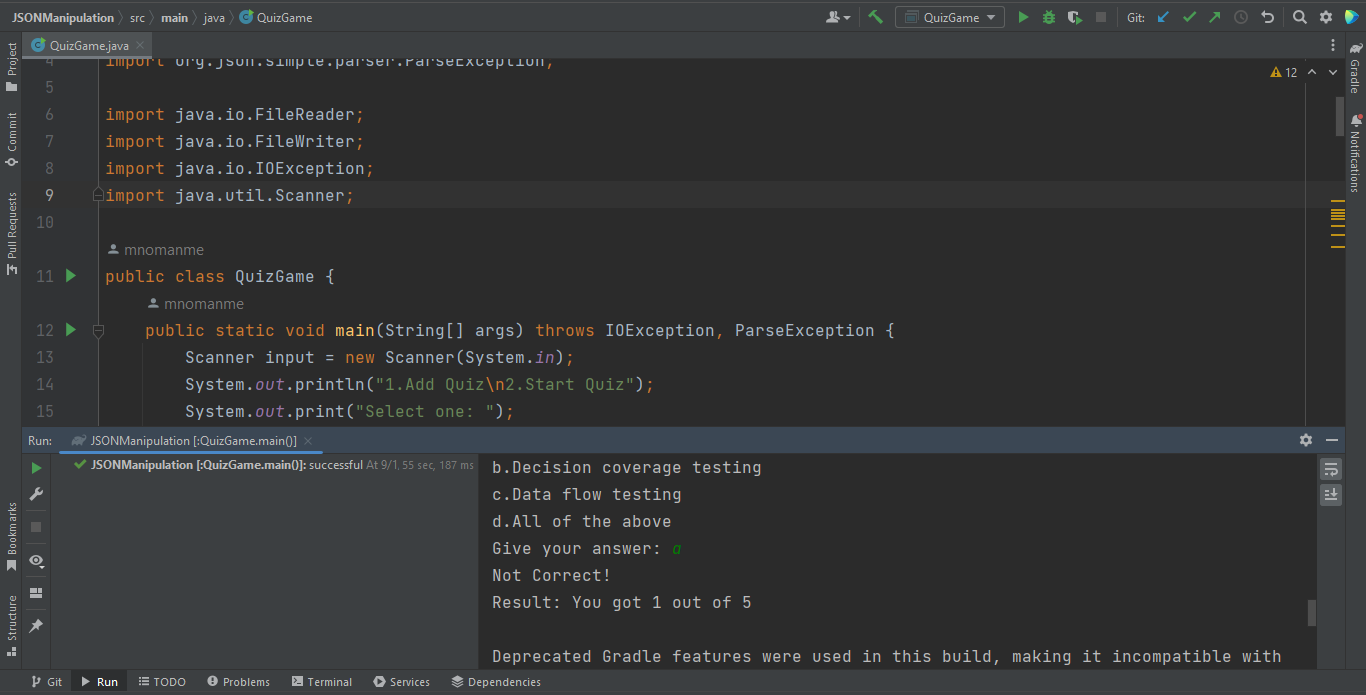 JSONManipulation src main java QuizGame QuizGame Git:
QuizGame.java
Project
Commit
Pull Requests
Bookmarks
Structure
Gradle
Notifications
12
4 import org.json.simple.parser.ParseException;
5
6 import java.io.FileReader;
7 import java.io.FileWriter;
8 import java.io.IOException;
9 import java.util.Scanner;
10
mnomanme
11 public class QuizGame {
mnomanme
12 public static void main(String[] args) throws IOException, ParseException {
13 Scanner input = new Scanner(System.in);
14 System.out.println("1.Add Quiz\n2.Start Quiz");
15 System.out.print("Select one: ");
Run: JSONManipulation [:QuizGame.main()]
JSONManipulation [:QuizGame.main()]: successful At 9/1. 55 sec, 187 ms
b.Decision coverage testing
c.Data flow testing
d.All of the above
Give your answer: a
Not Correct!
Result: You got 1 out of 5
Deprecated Gradle features were used in this build, making it incompatible with
Git Run TODO Problems Terminal Services Dependencies